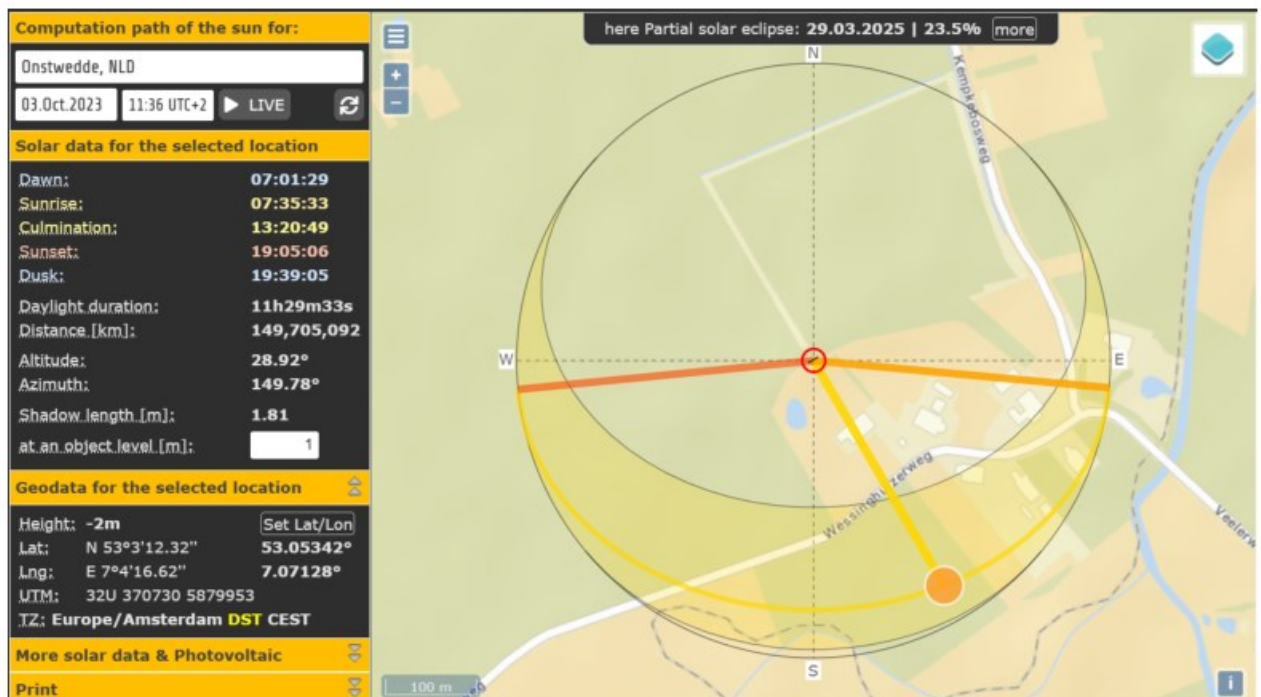 Computation path of the sun for:
Onstwedde, NLD
03.Oct.2023 11:36 UTC+2 LIVE
Solar data for the selected location
Dawn: 07:01:29
Sunrise: 07:35:33
Culmination: 13:20:49
Sunset: 19:05:06
Dusk: 19:39:05
Daylight duration: 11h29m33s
Distance [km]: 149,705,092
Altitude: 28.92°
Azimuth: 149.78°
Shadow length [m]: 1.81
at an object level [m]: 1
Geodata for the selected location
Height: -2m Set Lat/Lon
Lat: N 53°3'12.32'' 53.05342°
Lng: E 7°4'16.62'' 7.07128°
UTM: 32U 370730 5879953
TZ: Europe/Amsterdam DST CEST
More solar data & Photovoltaic
Print
here Partial solar eclipse: 29.03.2025 | 23.5% more
+
−
N
Kempkebosweg
W
E
Veelerw
S
100 m
eg
i